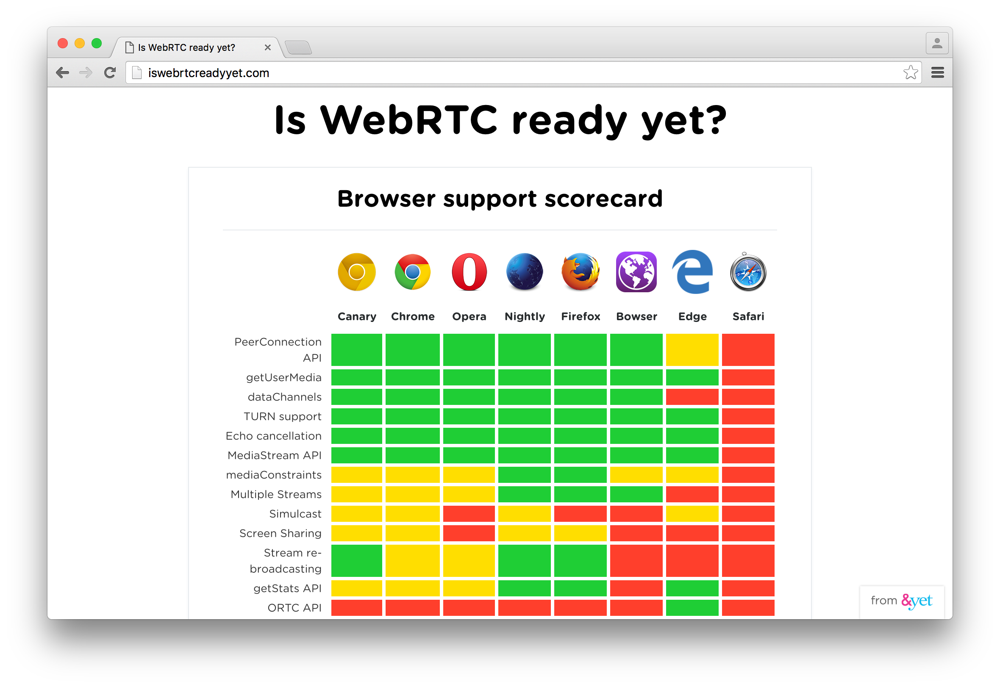 Is WebRTC ready yet?
iswebrtcreadyyet.com
Is WebRTC ready yet?
Browser support scorecard
Canary Chrome Opera Nightly Firefox Bowser Edge Safari
PeerConnection
API
getUserMedia
dataChannels
TURN support
Echo cancellation
MediaStream API
mediaConstraints
Multiple Streams
Simulcast
Screen Sharing
Stream re-
broadcasting
getStats API
ORTC API
from &yet